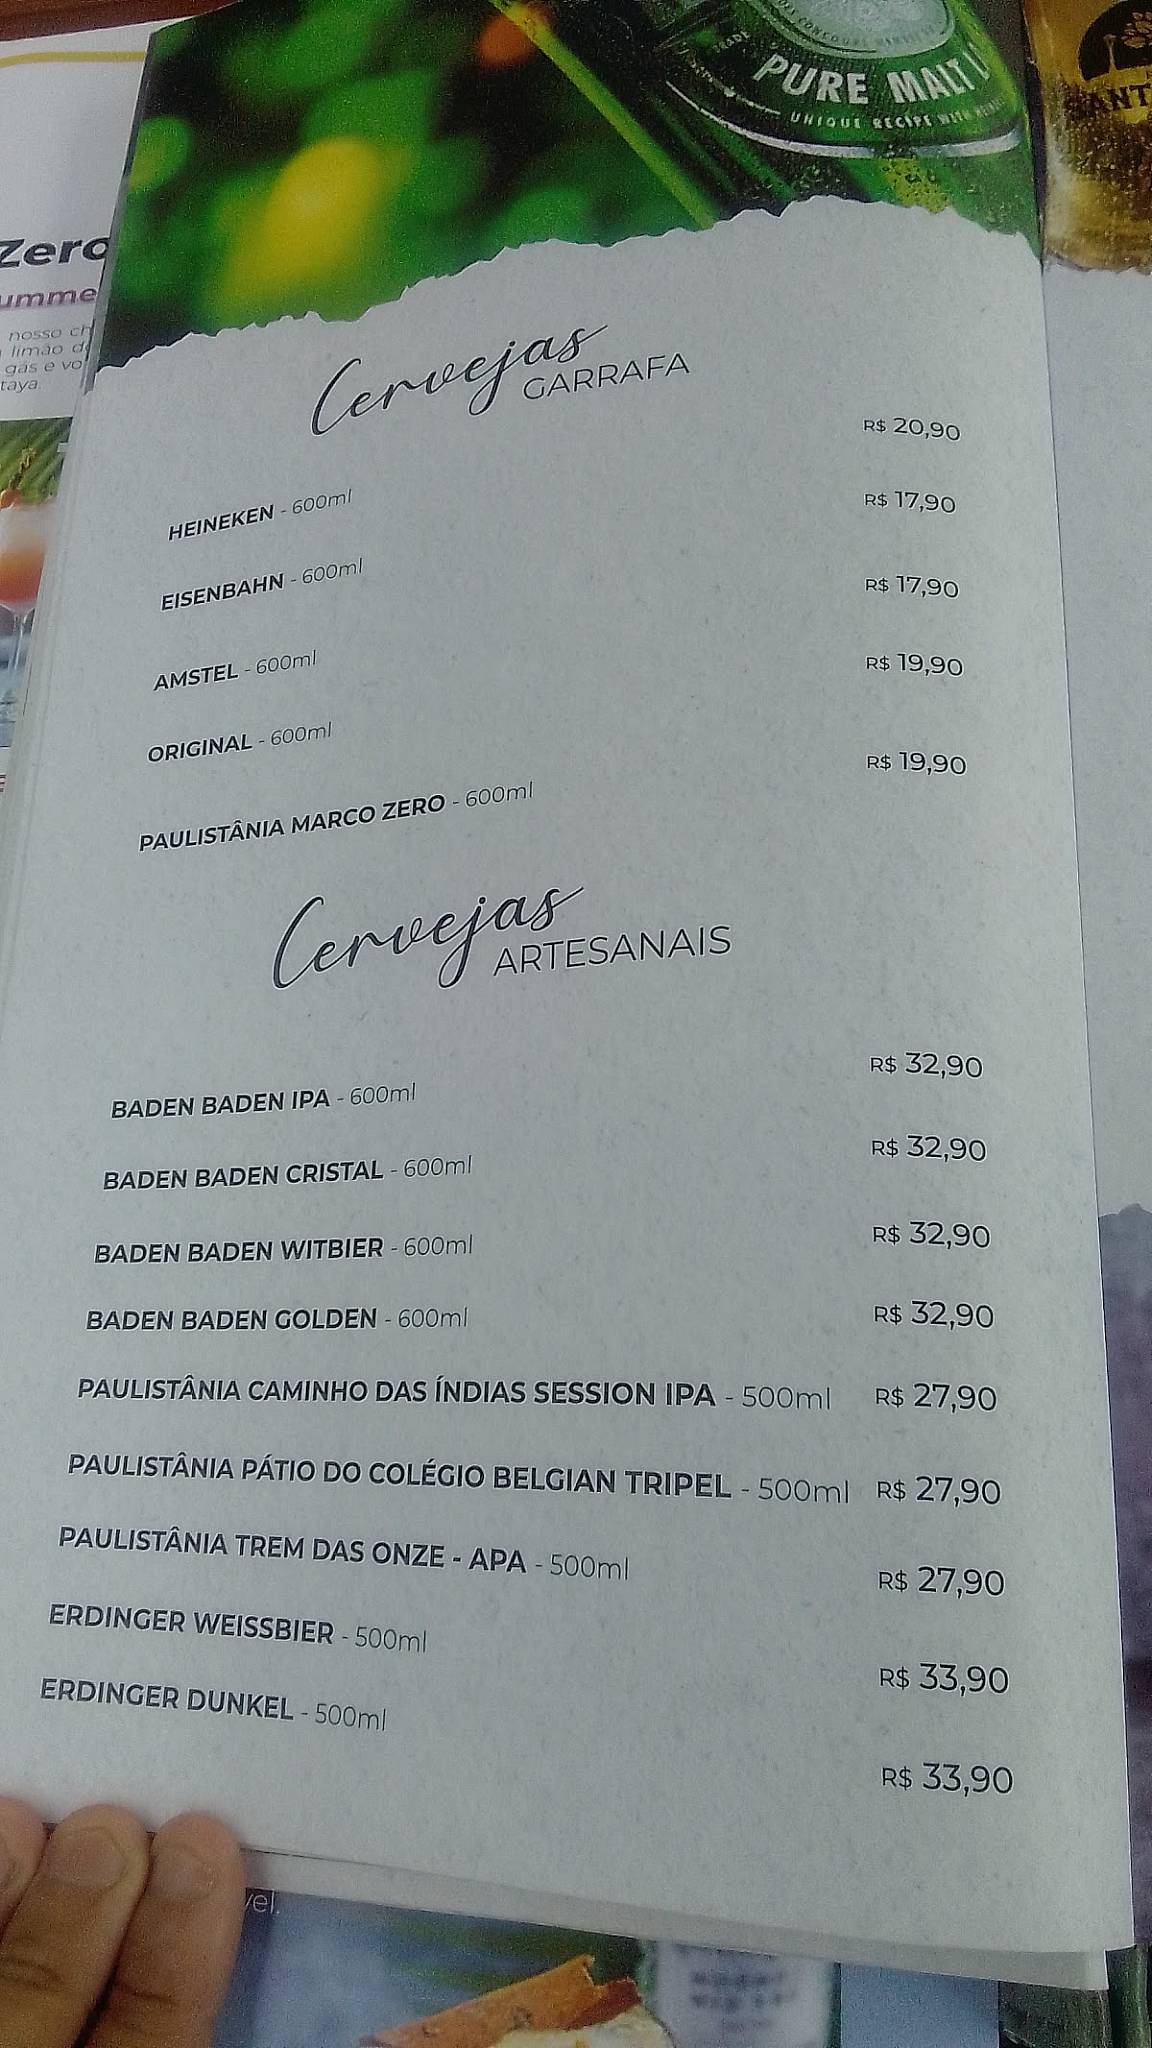 PURE MALT
UNIQUE RECIPE WITH
Zero
nosso
limão
gás e
Cervejas
GARRAFA
HEINEKEN - 600ml R$ 20,90
EISENBAHN - 600ml R$ 17,90
AMSTEL - 600ml R$ 17,90
ORIGINAL - 600ml R$ 19,90
PAULISTÂNIA MARCO ZERO - 600ml R$ 19,90
Cervejas
ARTESANAIS
BADEN BADEN IPA - 600ml R$ 32,90
BADEN BADEN CRISTAL - 600ml R$ 32,90
BADEN BADEN WITBIER - 600ml R$ 32,90
BADEN BADEN GOLDEN - 600ml R$ 32,90
PAULISTÂNIA CAMINHO DAS ÍNDIAS SESSION IPA - 500ml R$ 27,90
PAULISTÂNIA PÁTIO DO COLÉGIO BELGIAN TRIPEL - 500ml R$ 27,90
PAULISTÂNIA TREM DAS ONZE - APA - 500ml R$ 27,90
ERDINGER WEISSBIER - 500ml R$ 33,90
ERDINGER DUNKEL - 500ml R$ 33,90